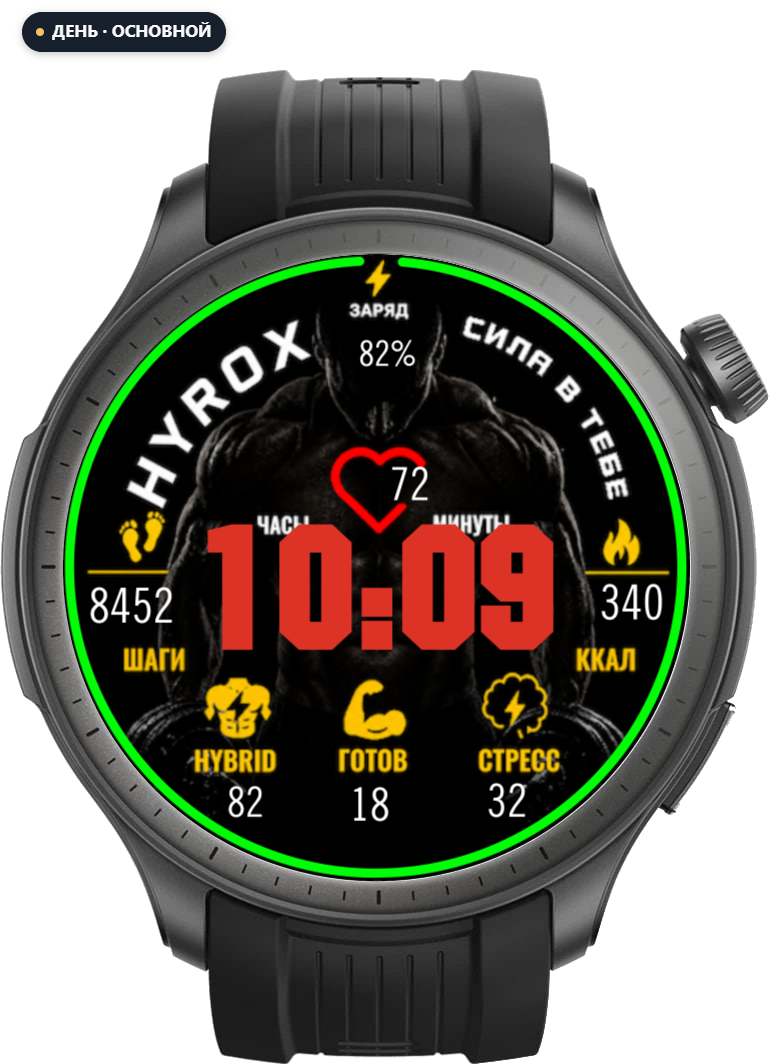 ДЕНЬ · ОСНОВНОЙ
ЗАРЯД
82%
HYROX
СИЛА В ТЕБЕ
72
ЧАСЫ
МИНУТЫ
10:09
8452
340
ШАГИ
ККАЛ
HYBRID
ГОТОВ
СТРЕСС
82
18
32